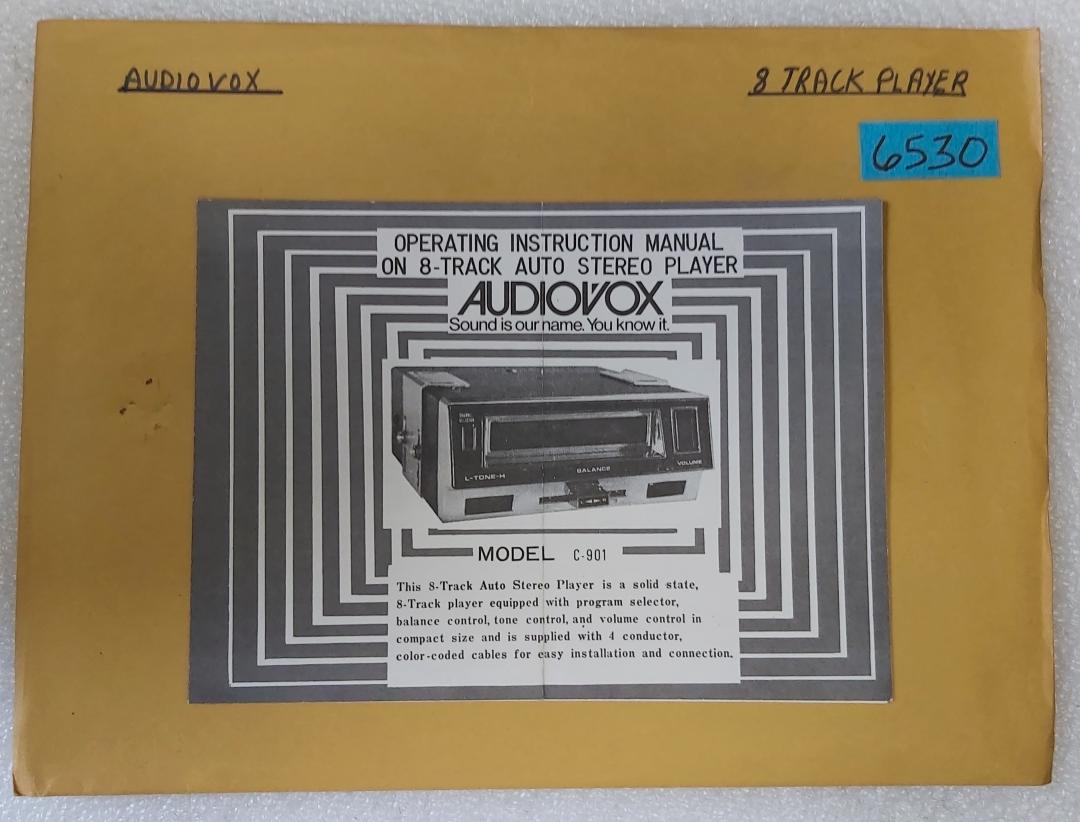 AUDIOVOX
8 TRACK PLAYER
6530
OPERATING INSTRUCTION MANUAL
ON 8-TRACK AUTO STEREO PLAYER
AUDIOVOX
Sound is our name. You know it.
L-TONE-H
BALANCE
VOLUME
MODEL C-901
This 8-Track Auto Stereo Player is a solid state,
8-Track player equipped with program selector,
balance control, tone control, and volume control in
compact size and is supplied with 4 conductor,
color-coded cables for easy installation and connection.